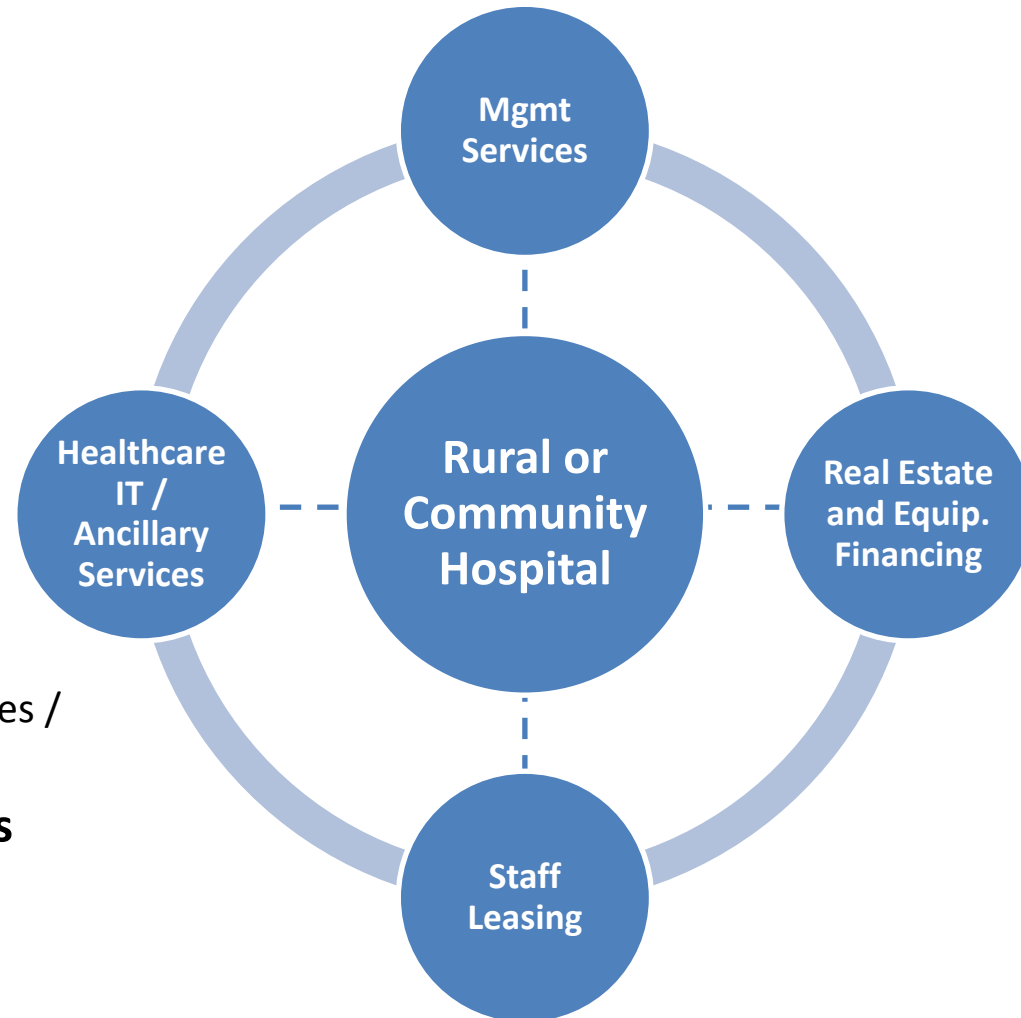 Mgmt
Services
Healthcare
IT /
Ancillary
Services
Rural or
Community
Hospital
Real Estate
and Equip.
Financing
es /
s
Staff
Leasing